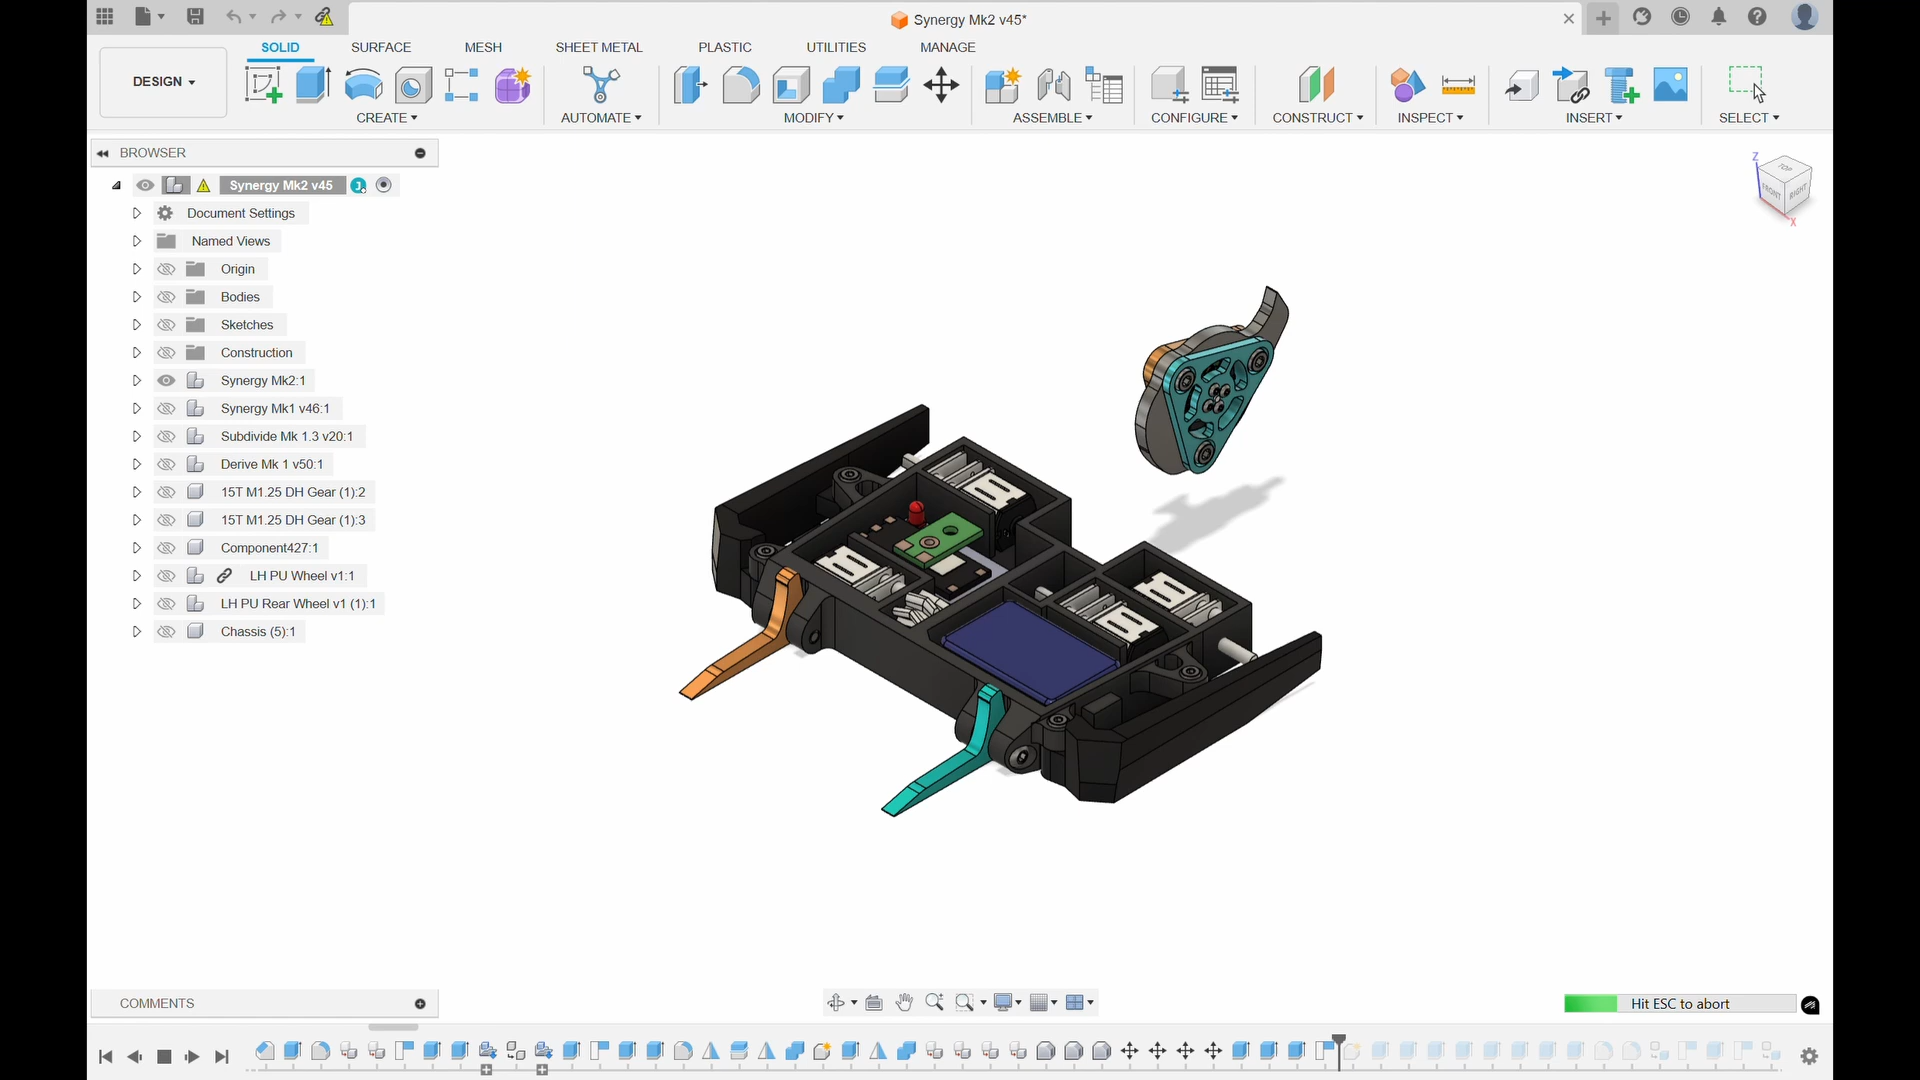 Synergy Mk2 v45*
SOLID SURFACE MESH SHEET METAL PLASTIC UTILITIES MANAGE
DESIGN
CREATE AUTOMATE MODIFY ASSEMBLE CONFIGURE CONSTRUCT INSPECT INSERT SELECT
BROWSER
Synergy Mk2 v45
Document Settings
Named Views
Origin
Bodies
Sketches
Construction
Synergy Mk2:1
Synergy Mk1 v46:1
Subdivide Mk 1.3 v20:1
Derive Mk 1 v50:1
15T M1.25 DH Gear (1):2
15T M1.25 DH Gear (1):3
Component427:1
LH PU Wheel v1:1
LH PU Rear Wheel v1 (1):1
Chassis (5):1
Z
TOP
FRONT RIGHT
X
COMMENTS
Hit ESC to abort